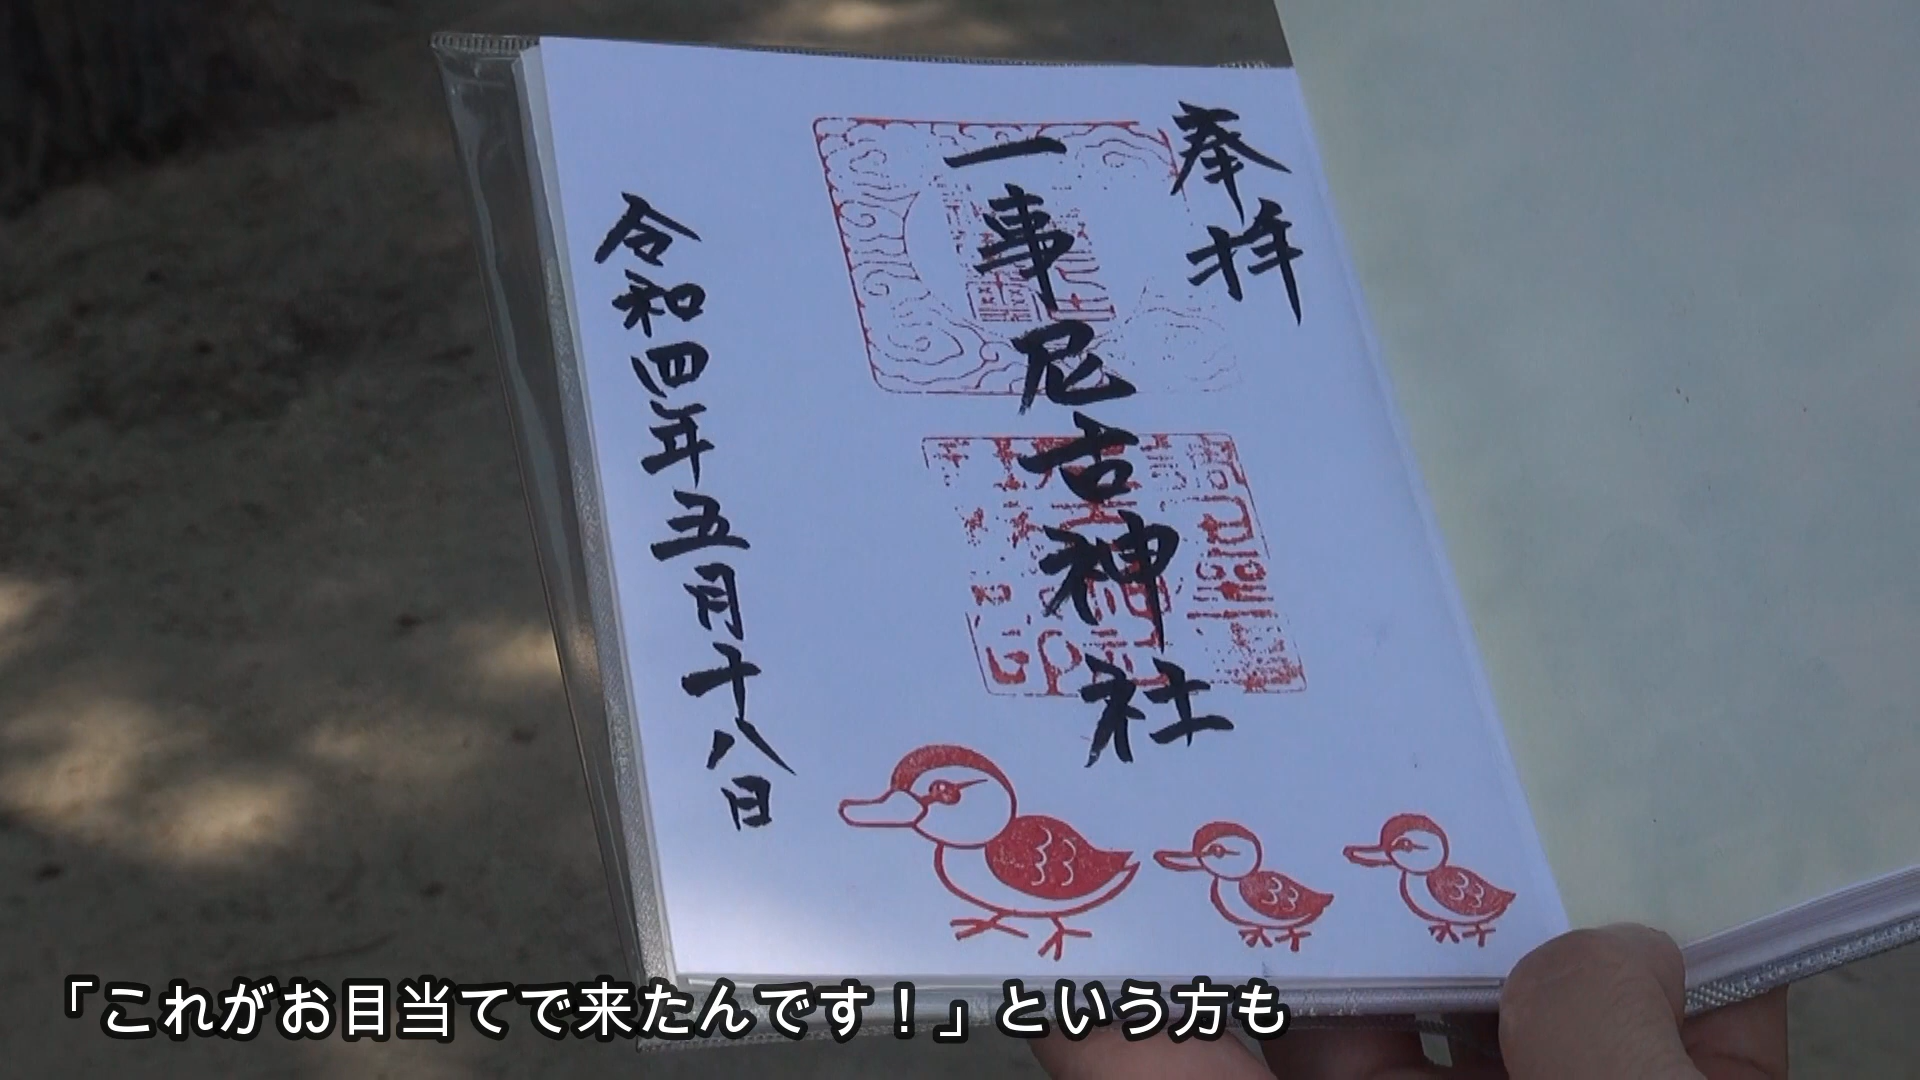 奉拝
一事尼古神社
令和四年五月十八日
「これがお目当てで来たんです！」という方も